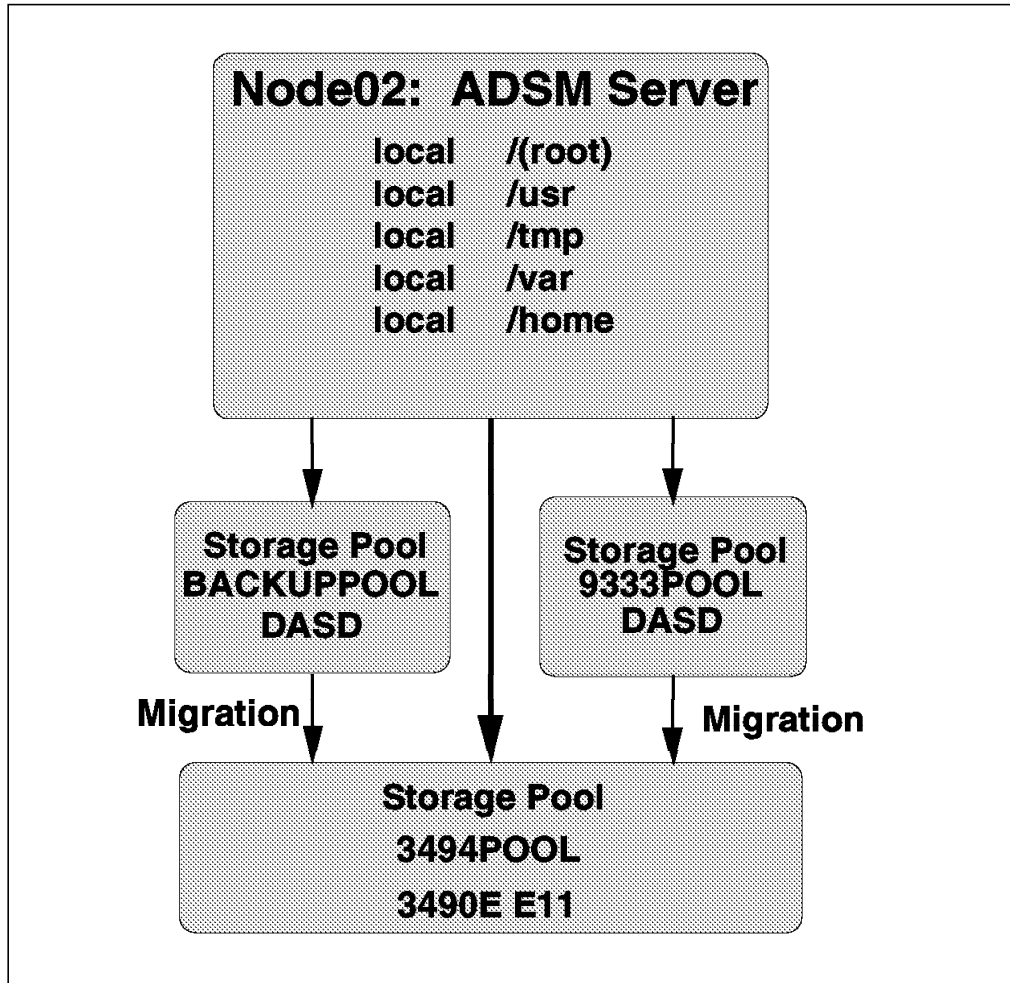 Node02: ADSM Server
local /(root)
local /usr
local /tmp
local /var
local /home
Storage Pool
BACKUPPOOL
DASD
Storage Pool
9333POOL
DASD
Migration
Migration
Storage Pool
3494POOL
3490E E11